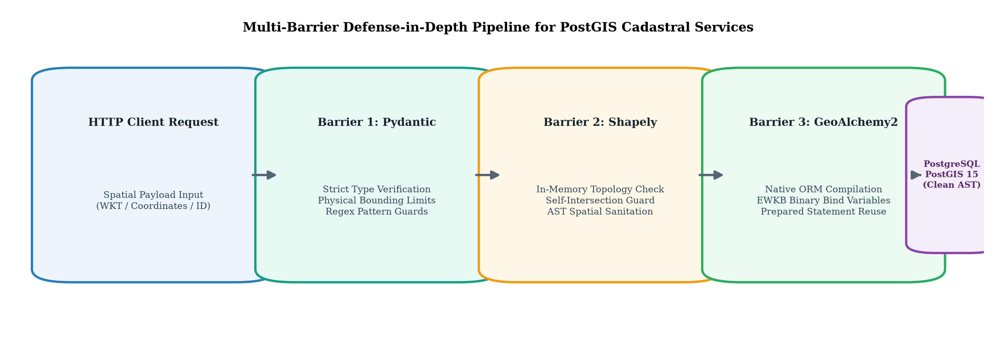 Multi-Barrier Defense-in-Depth Pipeline for PostGIS Cadastral Services
HTTP Client Request
Spatial Payload Input
(WKT / Coordinates / ID)
Barrier 1: Pydantic
Strict Type Verification
Physical Bounding Limits
Regex Pattern Guards
Barrier 2: Shapely
In-Memory Topology Check
Self-Intersection Guard
AST Spatial Sanitation
Barrier 3: GeoAlchemy2
Native ORM Compilation
EWKB Binary Bind Variables
Prepared Statement Reuse
PostgreSQL
PostGIS 15
(Clean AST)